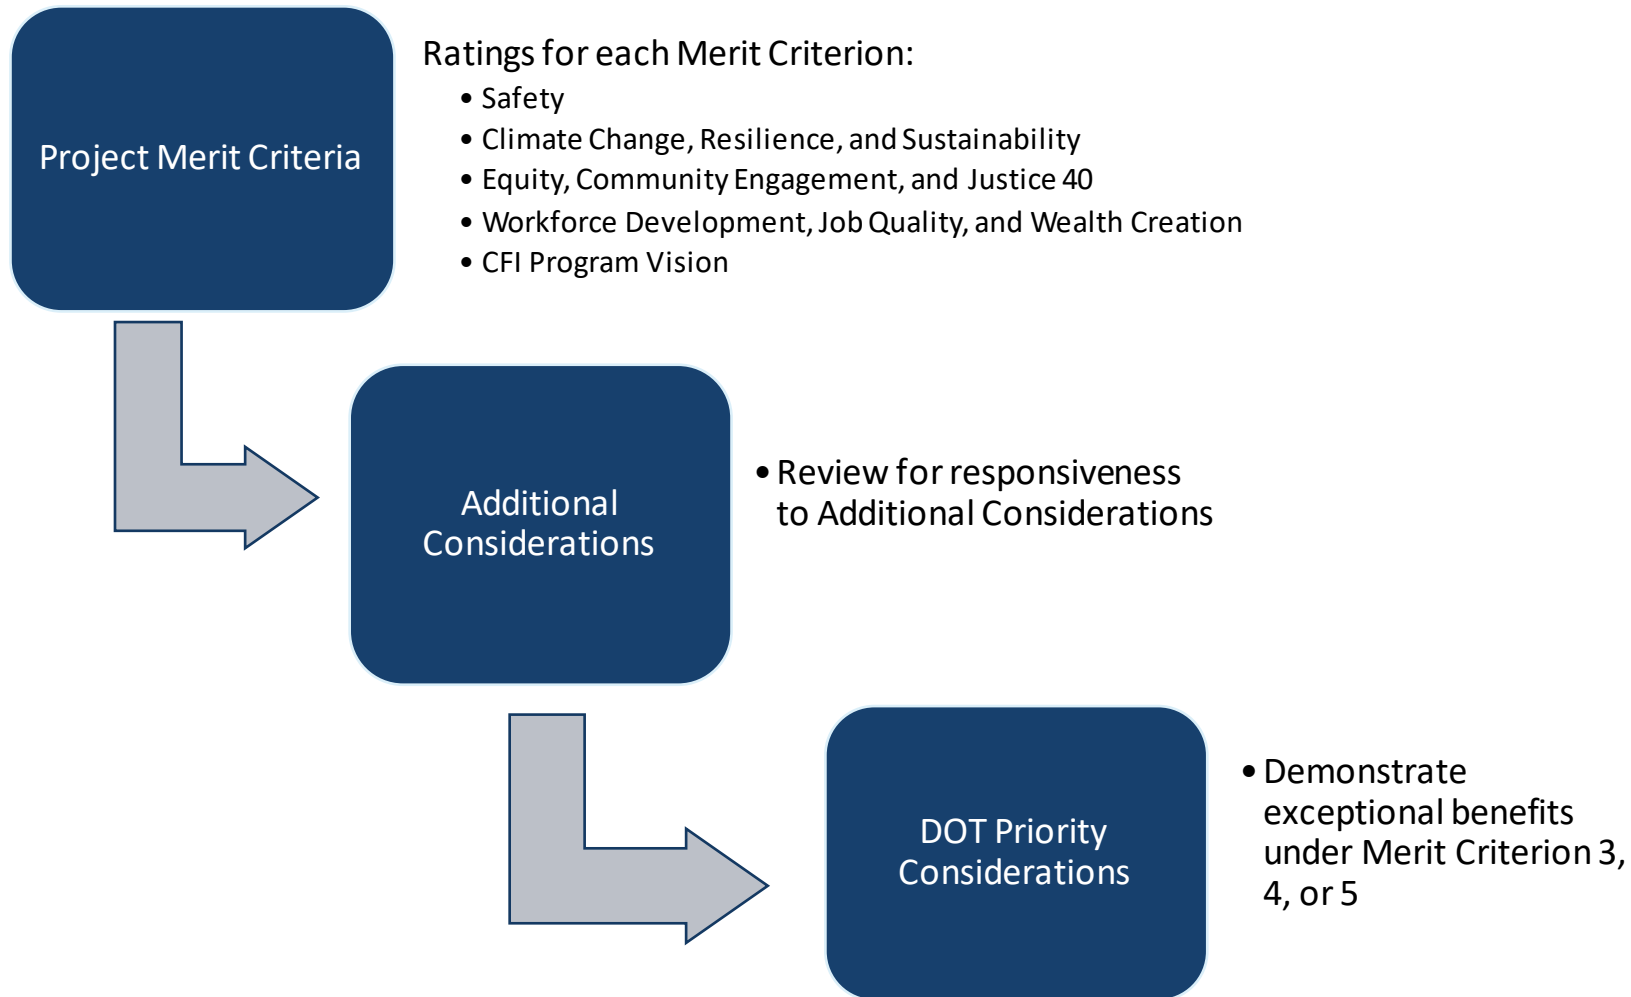 Project Merit Criteria
Ratings for each Merit Criterion:
• Safety
• Climate Change, Resilience, and Sustainability
• Equity, Community Engagement, and Justice 40
• Workforce Development, Job Quality, and Wealth Creation
• CFI Program Vision
Additional
Considerations
• Review for responsiveness
to Additional Considerations
DOT Priority
Considerations
• Demonstrate
exceptional benefits
under Merit Criterion 3,
4, or 5